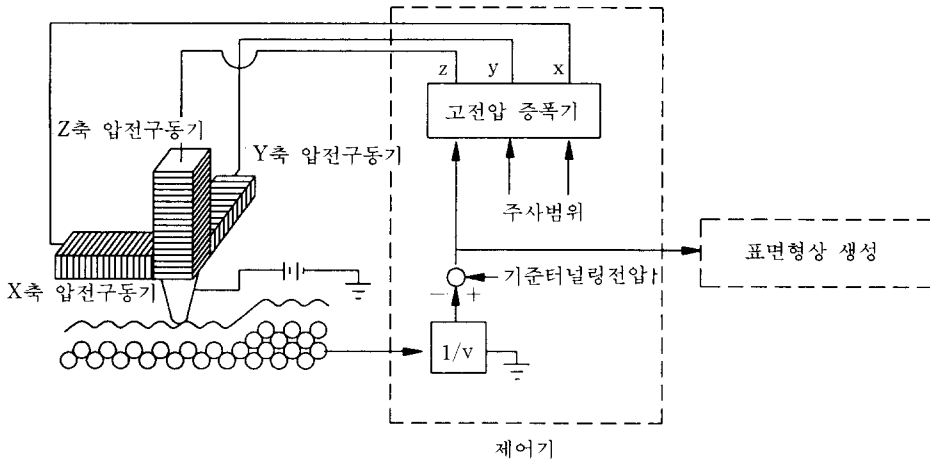 z y x
고전압 증폭기
Z축 압전구동기
Y축 압전구동기
주사범위
표면형상 생성
기준터널링전압
X축 압전구동기
− +
1/v
제어기